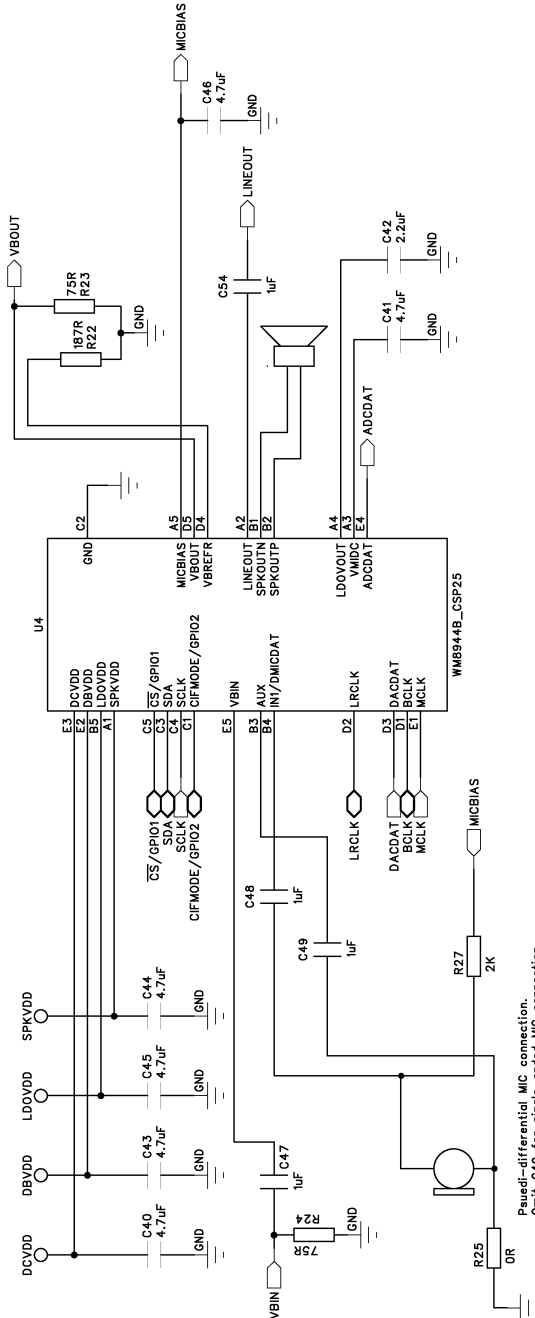 DCVDD
DBVDD
LDOVDD
SPKVDD
C40
4.7uF
GND
C43
4.7uF
GND
C45
4.7uF
GND
C44
4.7uF
GND
CS/GPIO1
SDA
SCLK
CIFMODE/GPIO2
VBIN
R24
75R
GND
C47
1uF
C48
1uF
C49
1uF
R25
0R
R27
2K
MICBIAS
LRCLK
DACDAT
BCLK
MCLK
E3
E2
B5
A1
C5
C3
C4
C1
E5
B3
B4
D2
D3
D1
E1
U4
DCVDD
DBVDD
LDOVDD
SPKVDD
CS/GPIO1
SDA
SCLK
CIFMODE/GPIO2
VBIN
AUX
IN1/DMICDAT
LRCLK
DACDAT
BCLK
MCLK
GND
MICBIAS
VBOUT
VBREFR
LINEOUT
SPKOUTN
SPKOUTP
LDOVOUT
VMIDC
ADCDAT
WM8944B_CSP25
C2
A5
D5
D4
A2
B1
B2
A4
A3
E4
VBOUT
187R
R22
75R
R23
GND
MICBIAS
C46
4.7uF
GND
C54
1uF
LINEOUT
C41
4.7uF
GND
C42
2.2uF
GND
ADCDAT
Psuedi-differential MIC connection.